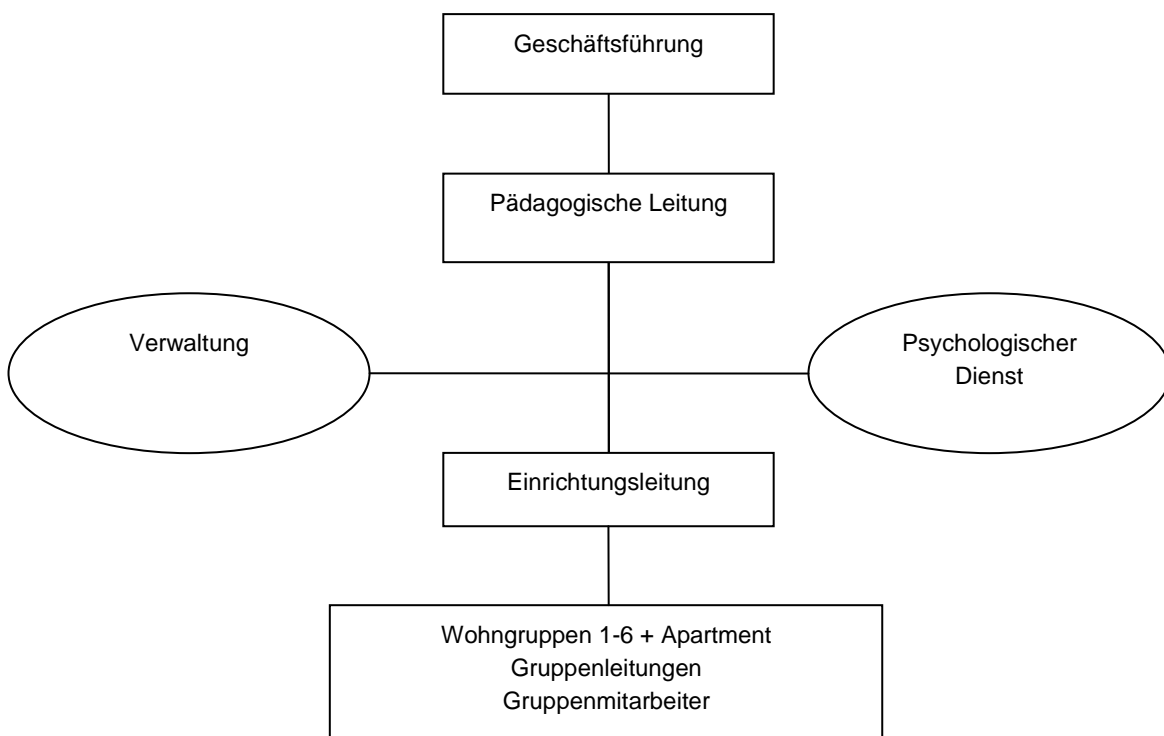 Geschäftsführung
Pädagogische Leitung
Verwaltung
Psychologischer
Dienst
Einrichtungsleitung
Wohngruppen 1-6 + Apartment
Gruppenleitungen
Gruppenmitarbeiter